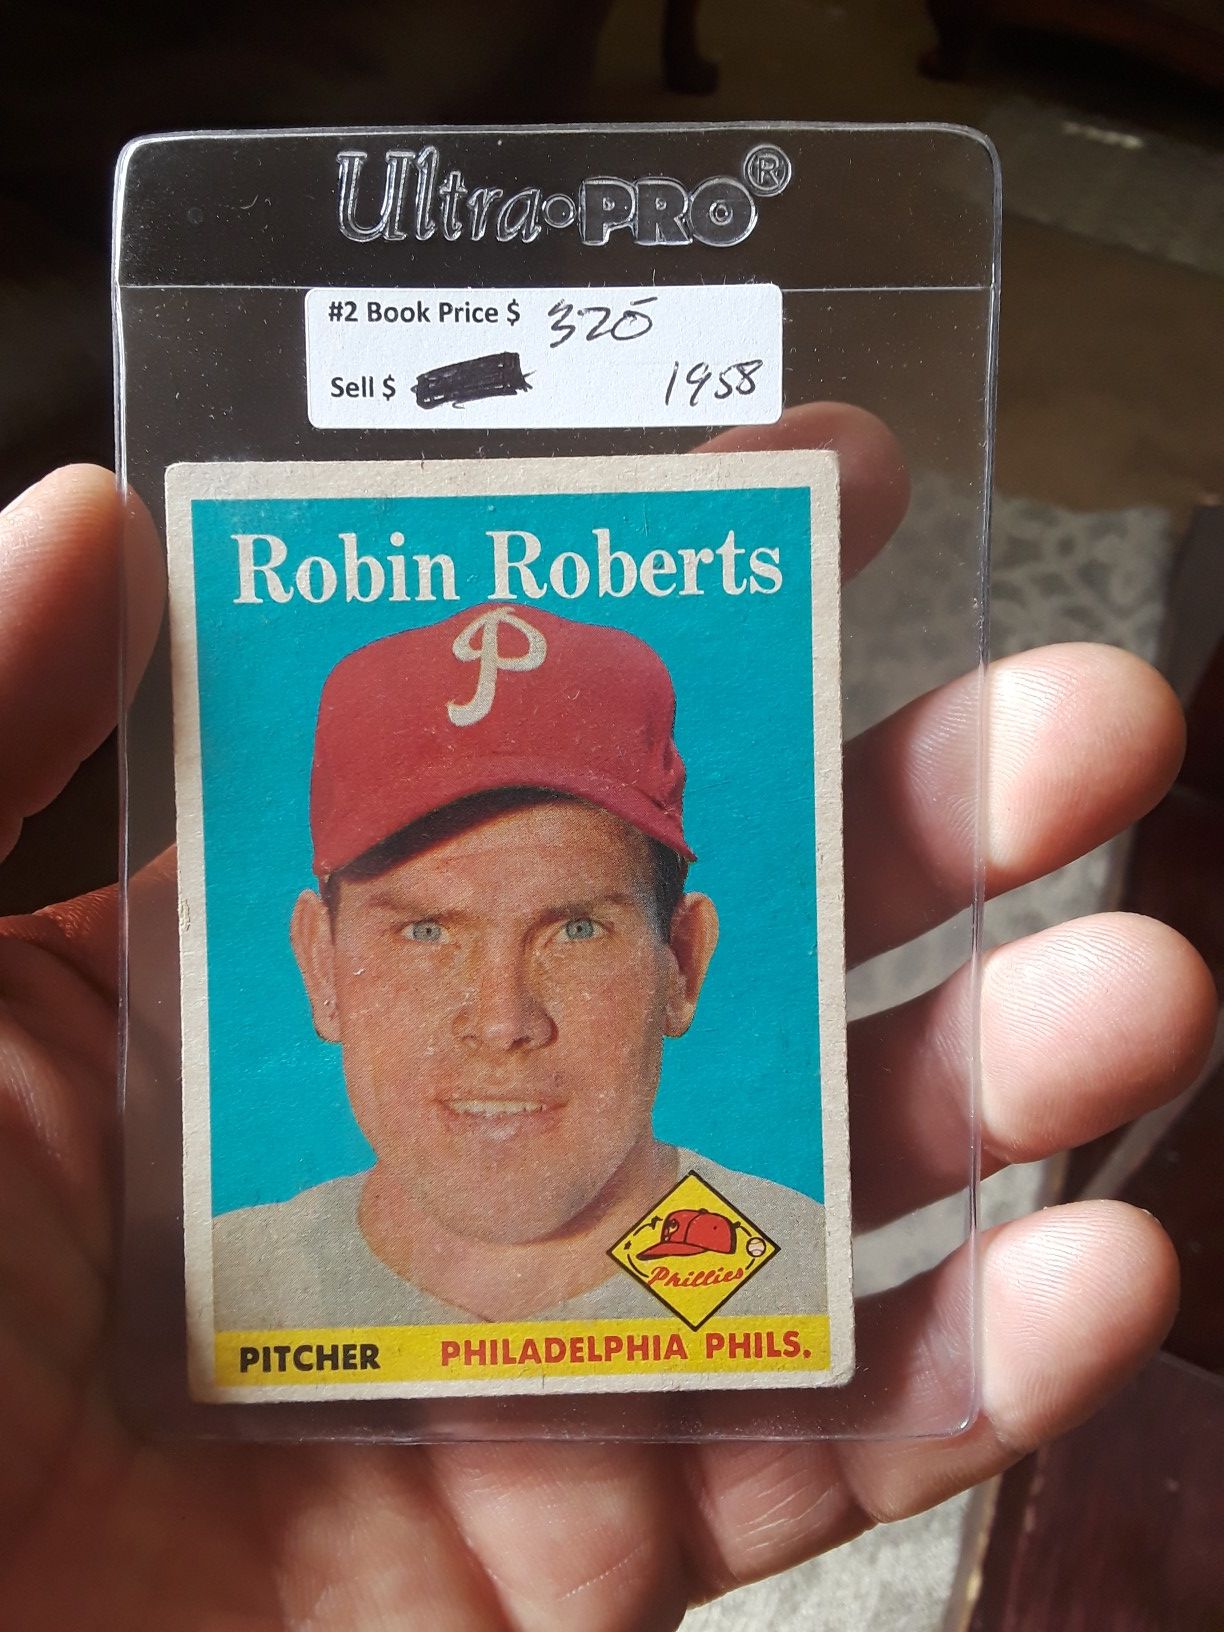 Ultra•PRO®
#2 Book Price $ 320
Sell $ 1958
Robin Roberts
P
P
Phillies
PITCHER PHILADELPHIA PHILS.